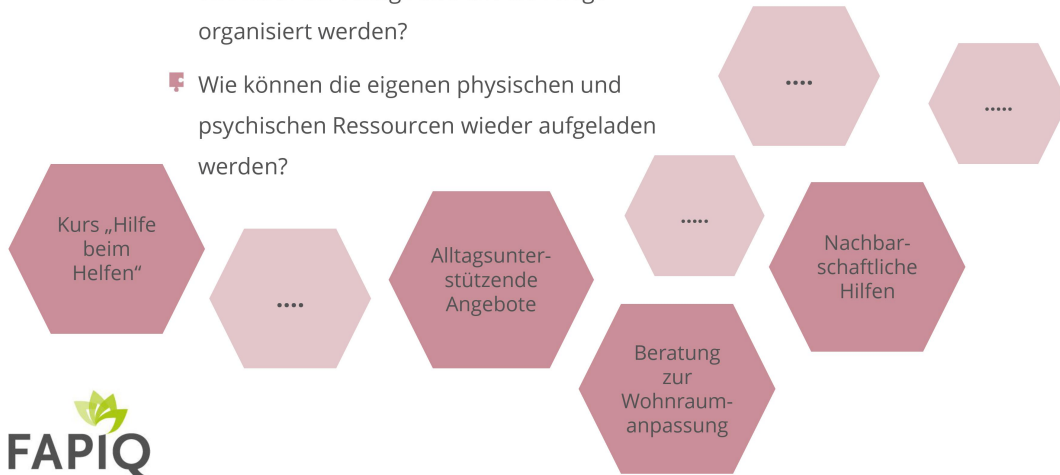 organisiert werden?
Wie können die eigenen physischen und
psychischen Ressourcen wieder aufgeladen
werden?
....
.....
Kurs „Hilfe
beim
Helfen“
....
Alltagsunter-
stützende
Angebote
.....
Nachbar-
schaftliche
Hilfen
Beratung
zur
Wohnraum-
anpassung
FAPIQ